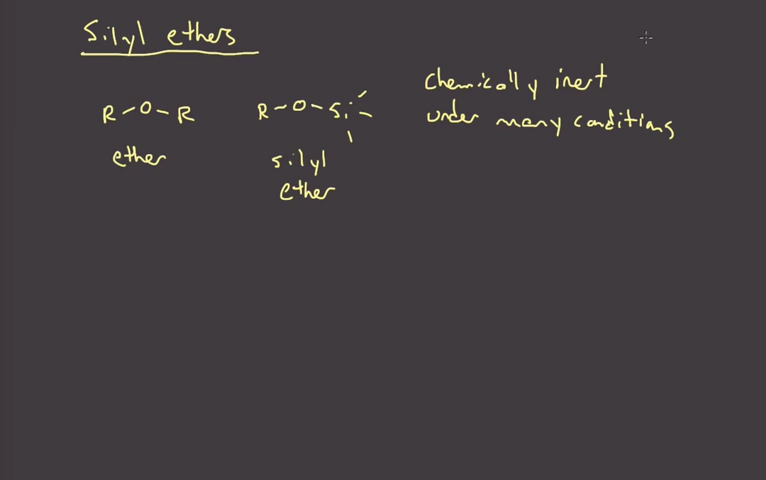 Silyl ethers
R-O-R
ether
R-O-Si
silyl
ether
chemically inert
under many conditions